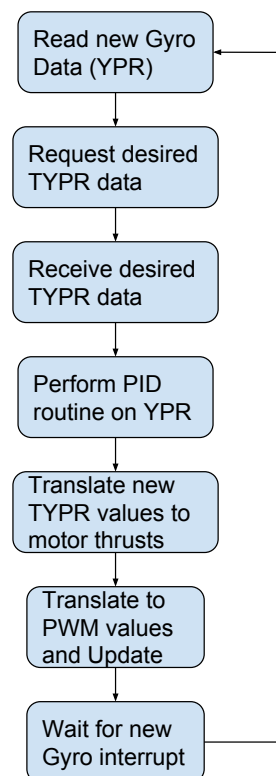 Read new Gyro
Data (YPR)
Request desired
TYPR data
Receive desired
TYPR data
Perform PID
routine on YPR
Translate new
TYPR values to
motor thrusts
Translate to
PWM values
and Update
Wait for new
Gyro interrupt